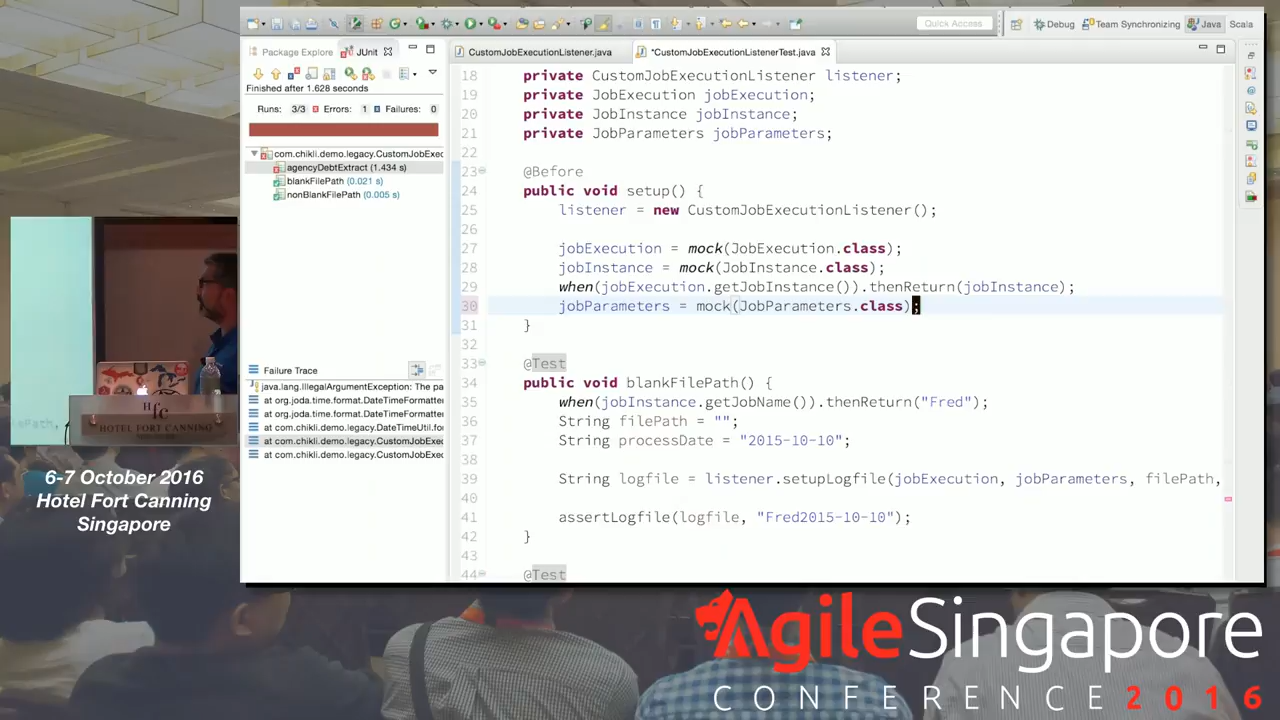 Quick Access
Debug
Team Synchronizing
Java
Scala
Package Explore
JUnit
CustomJobExecutionListener.java
*CustomJobExecutionListenerTest.java
Finished after 1.628 seconds
Runs: 3/3
Errors: 1
Failures: 0
com.chikli.demo.legacy.CustomJobExec
agencyDebtExtract (1.434 s)
blankFilePath (0.021 s)
nonBlankFilePath (0.005 s)
Failure Trace
java.lang.IllegalArgumentException: The pa
at org.joda.time.format.DateTimeFormatter
at org.joda.time.format.DateTimeFormatter
at com.chikli.demo.legacy.DateTimeUtil.fo
at com.chikli.demo.legacy.CustomJobExec
at com.chikli.demo.legacy.CustomJobExec
18 private CustomJobExecutionListener listener;
19 private JobExecution jobExecution;
20 private JobInstance jobInstance;
21 private JobParameters jobParameters;
22
23 @Before
24 public void setup() {
25 listener = new CustomJobExecutionListener();
26
27 jobExecution = mock(JobExecution.class);
28 jobInstance = mock(JobInstance.class);
29 when(jobExecution.getJobInstance()).thenReturn(jobInstance);
30 jobParameters = mock(JobParameters.class);
31 }
32
33 @Test
34 public void blankFilePath() {
35 when(jobInstance.getJobName()).thenReturn("Fred");
36 String filePath = "";
37 String processDate = "2015-10-10";
38
39 String logfile = listener.setupLogfile(jobExecution, jobParameters, filePath,
40
41 assertLogfile(logfile, "Fred2015-10-10");
42 }
43
44 @Test
HOTEL FORT CANNING
6-7 October 2016
Hotel Fort Canning
Singapore
AgileSingapore
CONFERENCE 2016